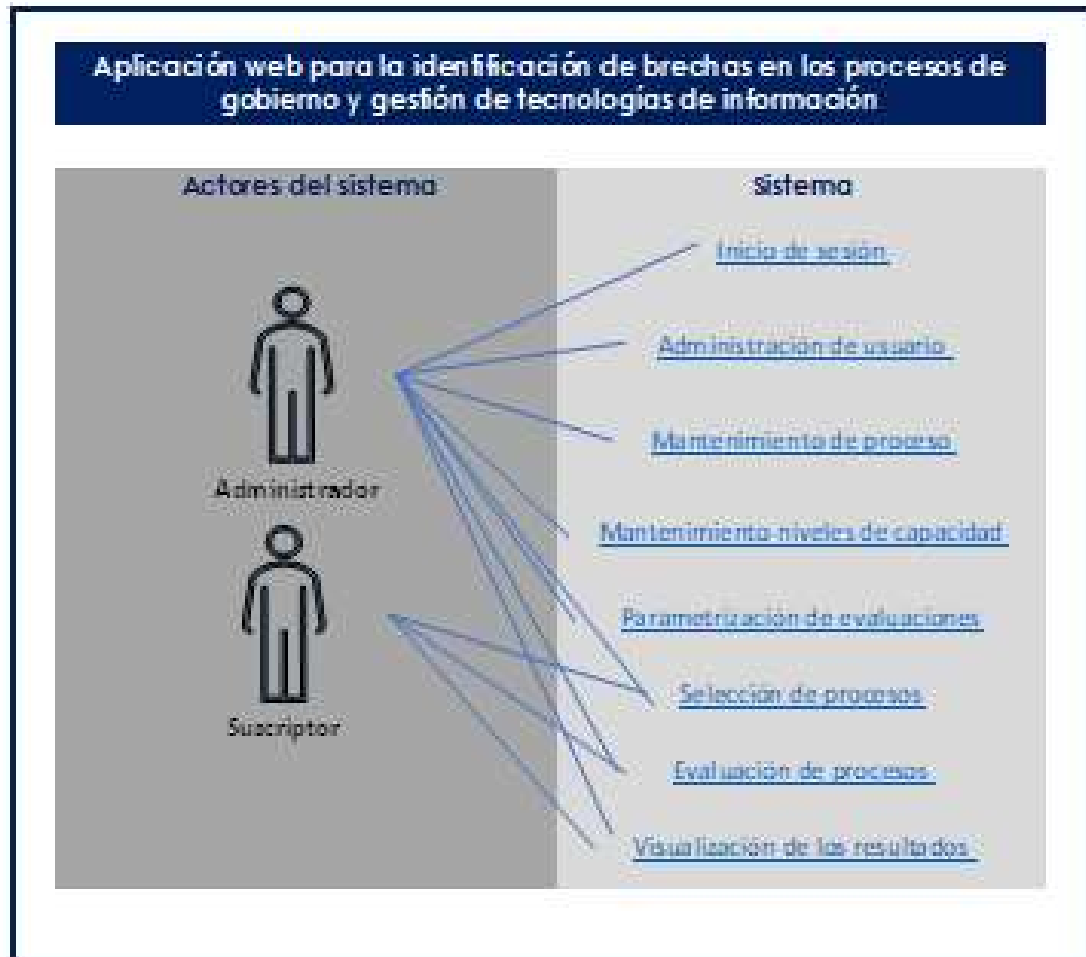 Aplicación web para la identificación de brechas en los procesos de
gobierno y gestión de tecnologías de información
Actores del sistema
Sistema
Inicio de sesión
Administración de usuario
Mantenimiento de proceso
Administrador
Mantenimiento niveles de capacidad
Parametrización de evaluaciones
Selección de procesos
Suscriptor
Evaluación de procesos
Visualización de los resultados